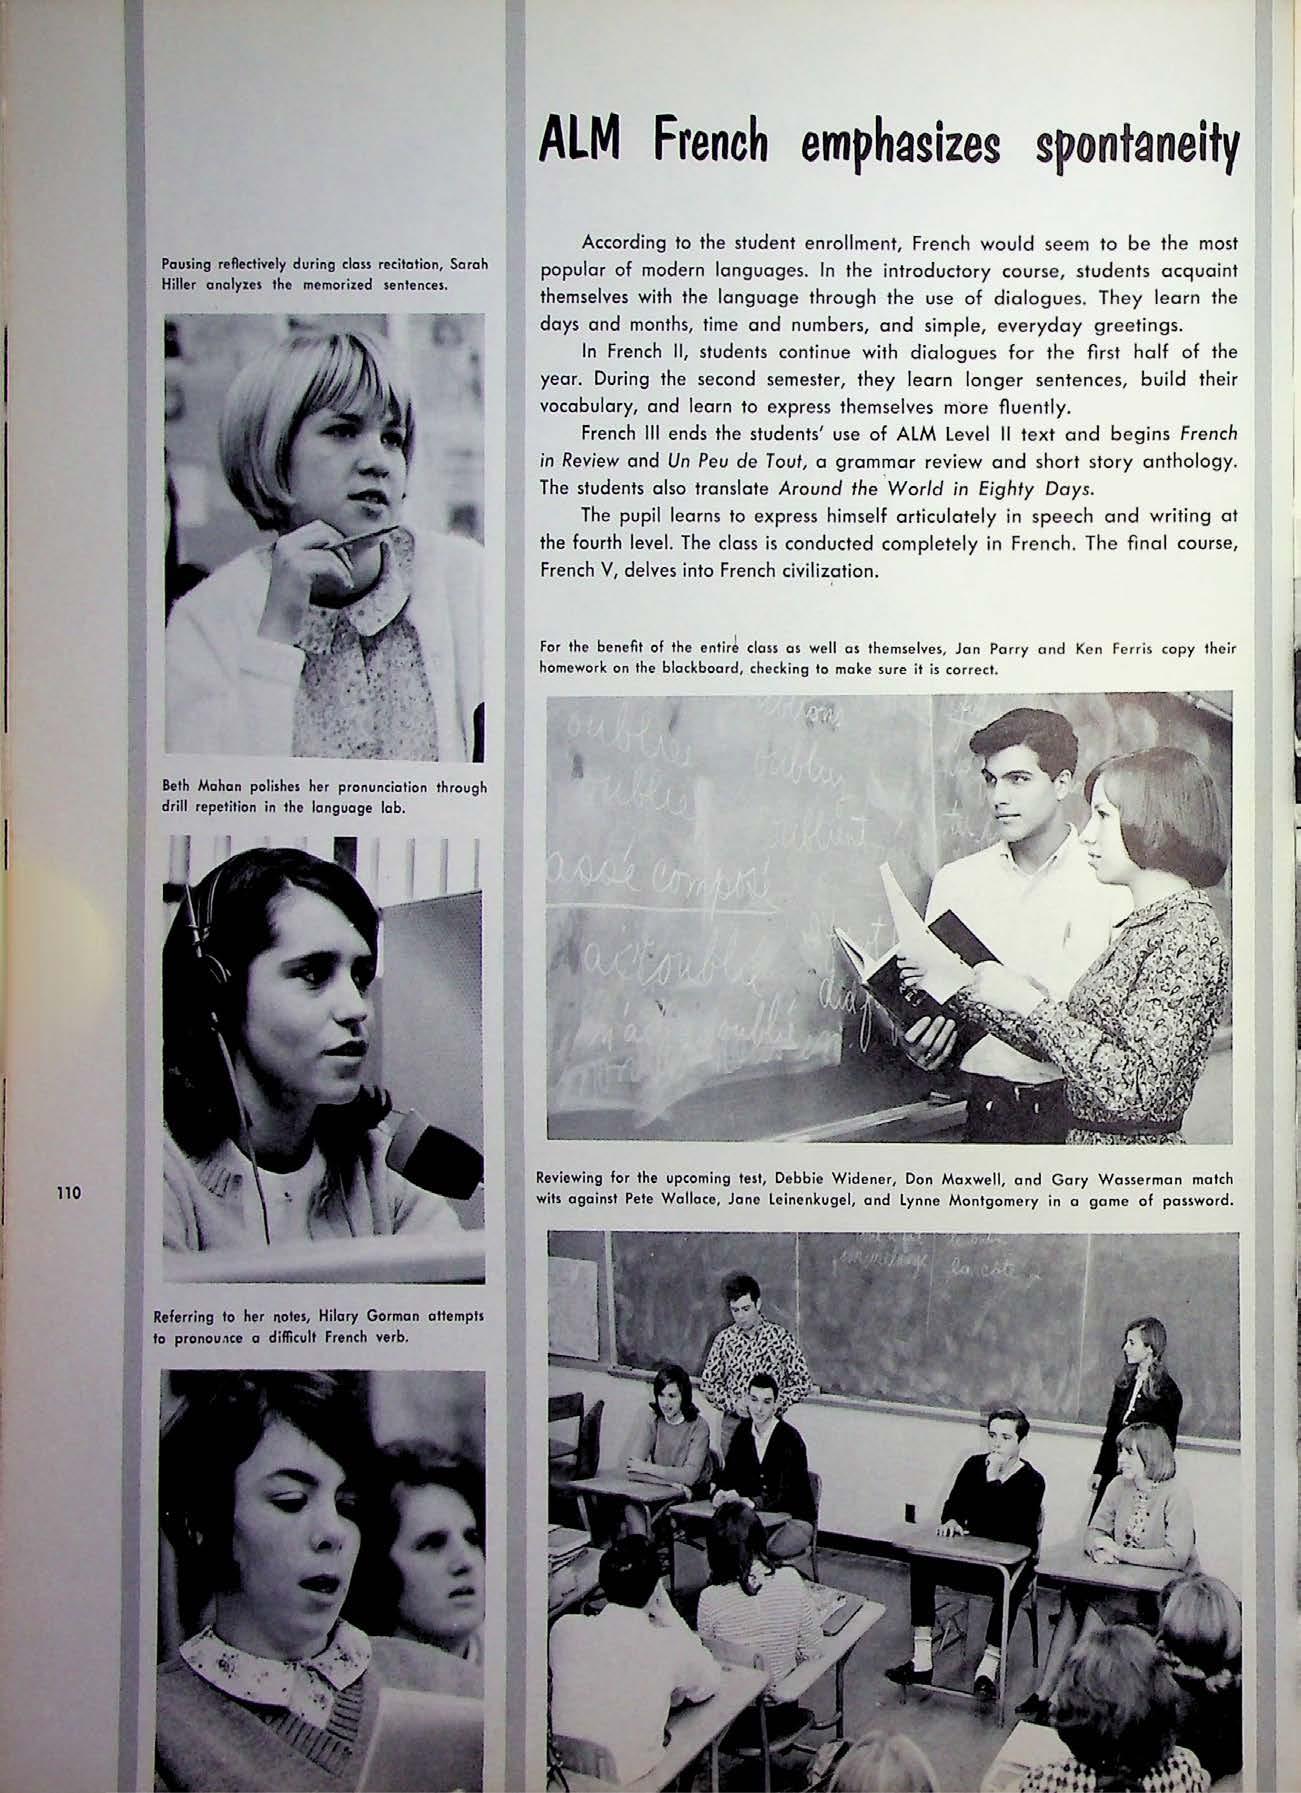 ALM French emphasizes spontaneity
According to the student enrollment, French would seem to be the most
popular of modern languages. In the introductory course, students acquaint
themselves with the language through the use of dialogues. They learn the
days and months, time and numbers, and simple, everyday greetings.
In French II, students continue with dialogues for the first half of the
year. During the second semester, they learn longer sentences, build their
vocabulary, and learn to express themselves more fluently.
French III ends the students' use of ALM Level II text and begins French
in Review and Un Peu de Tout, a grammar review and short story anthology.
The students also translate Around the World in Eighty Days.
The pupil learns to express himself articulately in speech and writing at
the fourth level. The class is conducted completely in French. The final course,
French V, delves into French civilization.
Pausing reflectively during class recitation, Sarah
Hiller analyzes the memorized sentences.
Beth Mahan polishes her pronunciation through
drill repetition in the language lab.
Referring to her notes, Hilary Gorman attempts
to pronounce a difficult French verb.
For the benefit of the entire class as well as themselves, Jan Parry and Ken Ferris copy their
homework on the blackboard, checking to make sure it is correct.
oublies
oublie
oublient
assé composé
Reviewing for the upcoming test, Debbie Widener, Don Maxwell, and Gary Wasserman match
wits against Pete Wallace, Jane Leinenkugel, and Lynne Montgomery in a game of password.
la côte
110